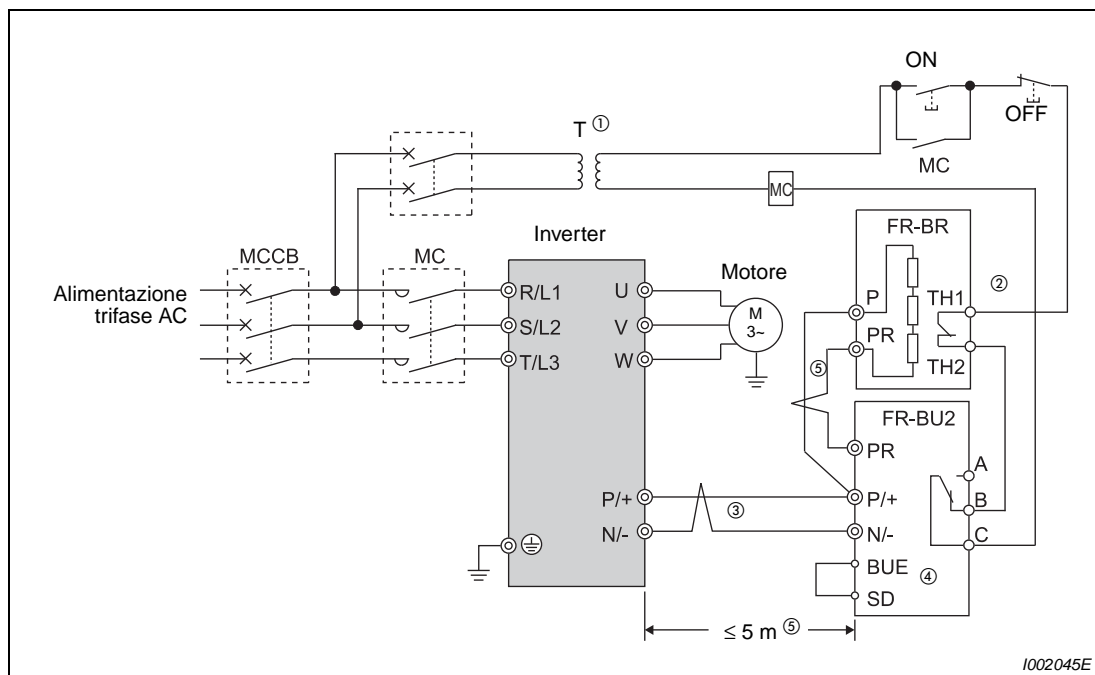 ON
T ①
OFF
MC
MC
FR-BR
Inverter
MCCB
MC
Motore
Alimentazione
trifase AC
R/L1
U
S/L2
V
T/L3
W
M
3~
P
TH1
②
PR
TH2
⑤
FR-BU2
PR
A
P/+
P/+
B
③
N/-
N/-
C
BUE
④
SD
≤ 5 m ⑤
I002045E